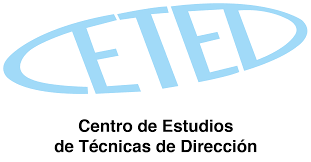 CETED
Centro de Estudios
de Técnicas de Dirección